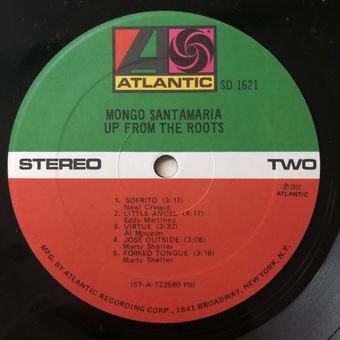 ATLANTIC
SD 1621
MONGO SANTAMARIA
UP FROM THE ROOTS
STEREO
TWO
℗ 1972
ATLANTIC
1. SOFRITO (3:17)
Neal Creque
2. LITTLE ANGEL (4:17)
Eddy Martinez
3. VIRTUE (3:32)
Al Mouzon
4. JOSE OUTSIDE (3:08)
Marty Sheller
5. FORKED TONGUE (3:18)
Marty Sheller
(ST-A-722580 PR)
MFG. BY ATLANTIC RECORDING CORP., 1841 BROADWAY, NEW YORK, N.Y.